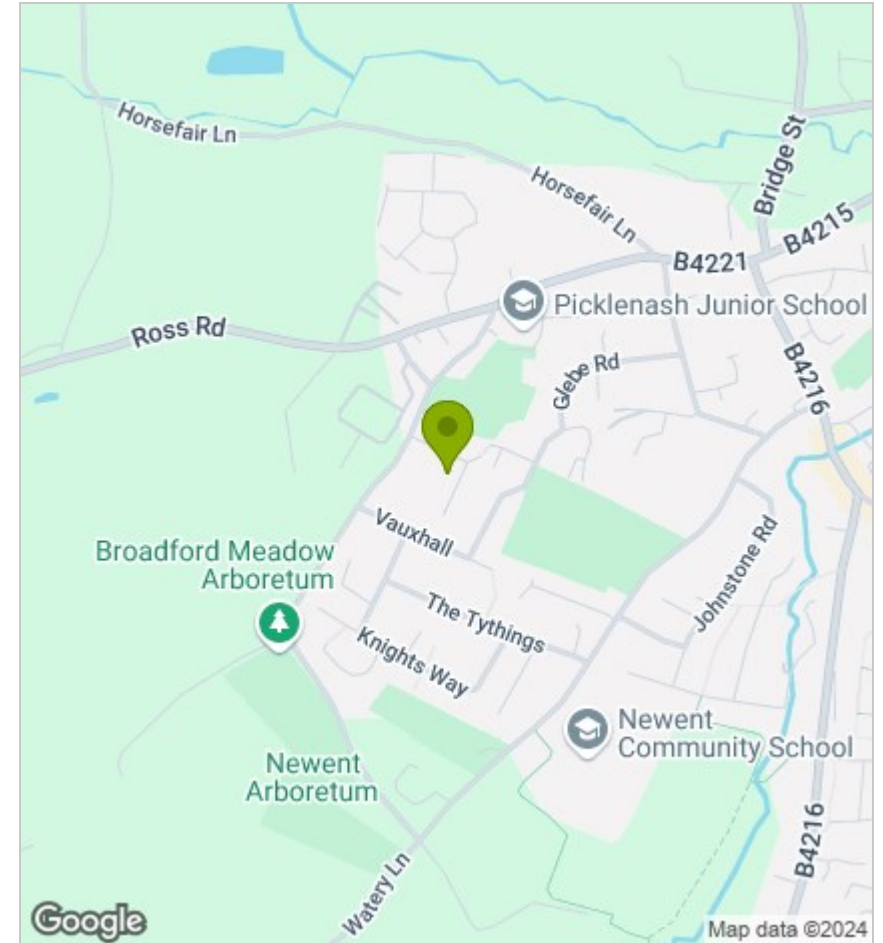 Horsefair Ln
Horsefair Ln
Bridge St
B4215
B4221
Picklenash Junior School
Ross Rd
Glebe Rd
B4216
Vauxhall
Broadford Meadow
Arboretum
The Tythings
Johnstone Rd
Knights Way
Newent
Community School
Newent
Arboretum
B4216
Watery Ln
Google
Map data ©2024